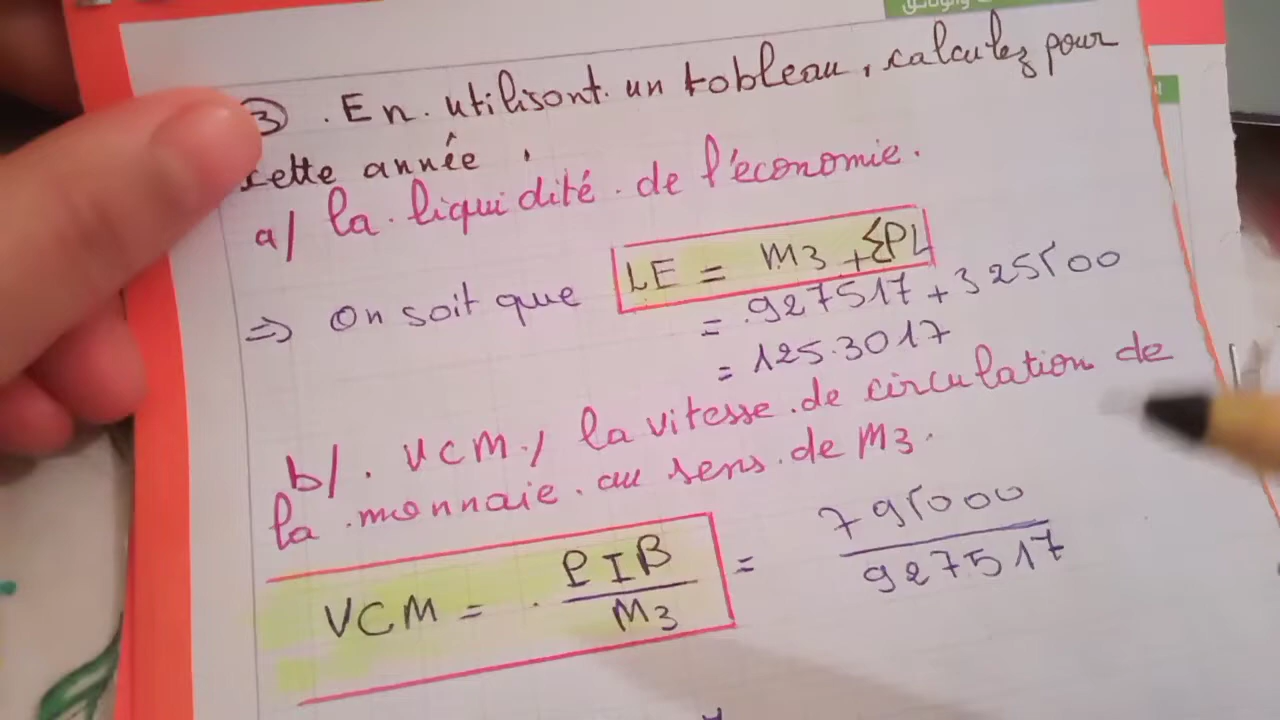 والوثائق
③ . En utilisant un tableau, calculez pour
cette année .
a/ la liquidité de l'économie.
⇒ On sait que LE = M3 + ΣPL
= 927517 + 325500
= 1253017
b/. VCM, la vitesse de circulation de
la monnaie au sens de M3.
VCM = PIB / M3 = 795000 / 927517